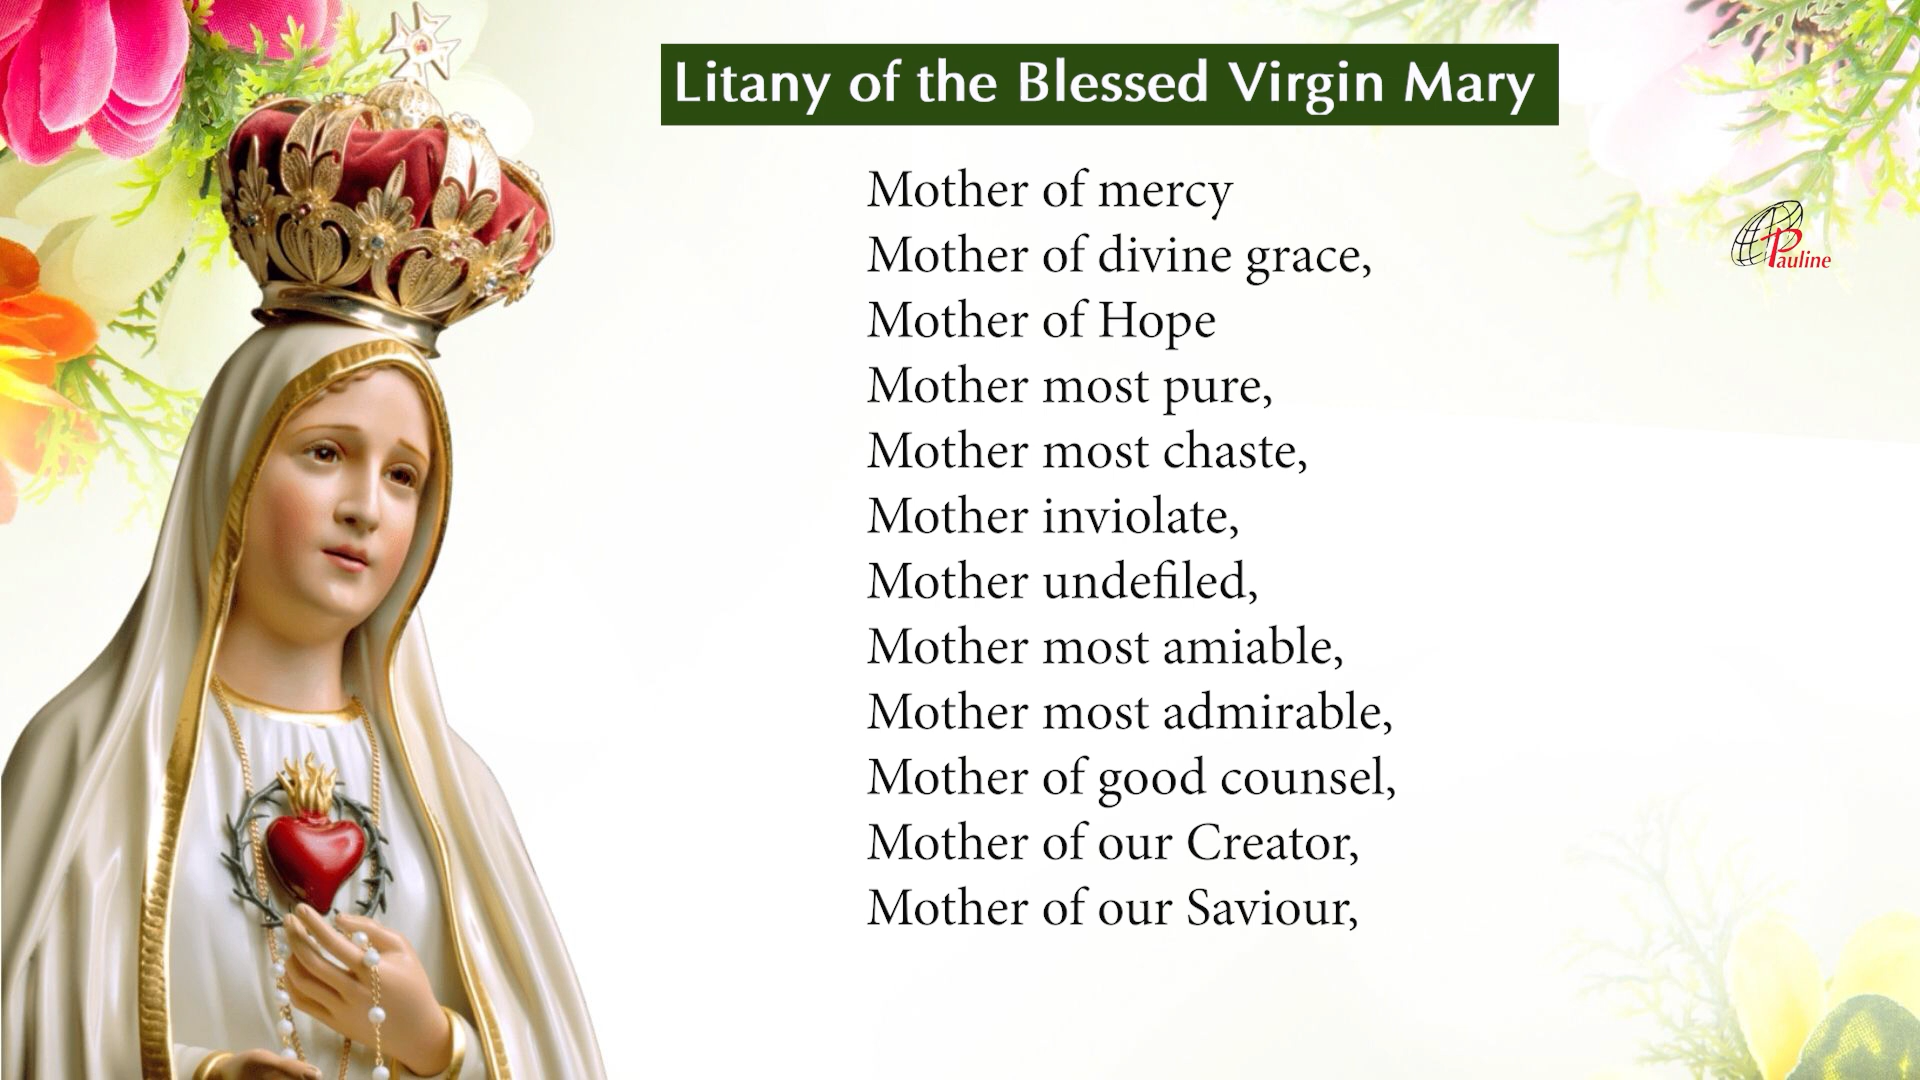 Litany of the Blessed Virgin Mary
Mother of mercy
Mother of divine grace,
Mother of Hope
Mother most pure,
Mother most chaste,
Mother inviolate,
Mother undefiled,
Mother most amiable,
Mother most admirable,
Mother of good counsel,
Mother of our Creator,
Mother of our Saviour,
Pauline